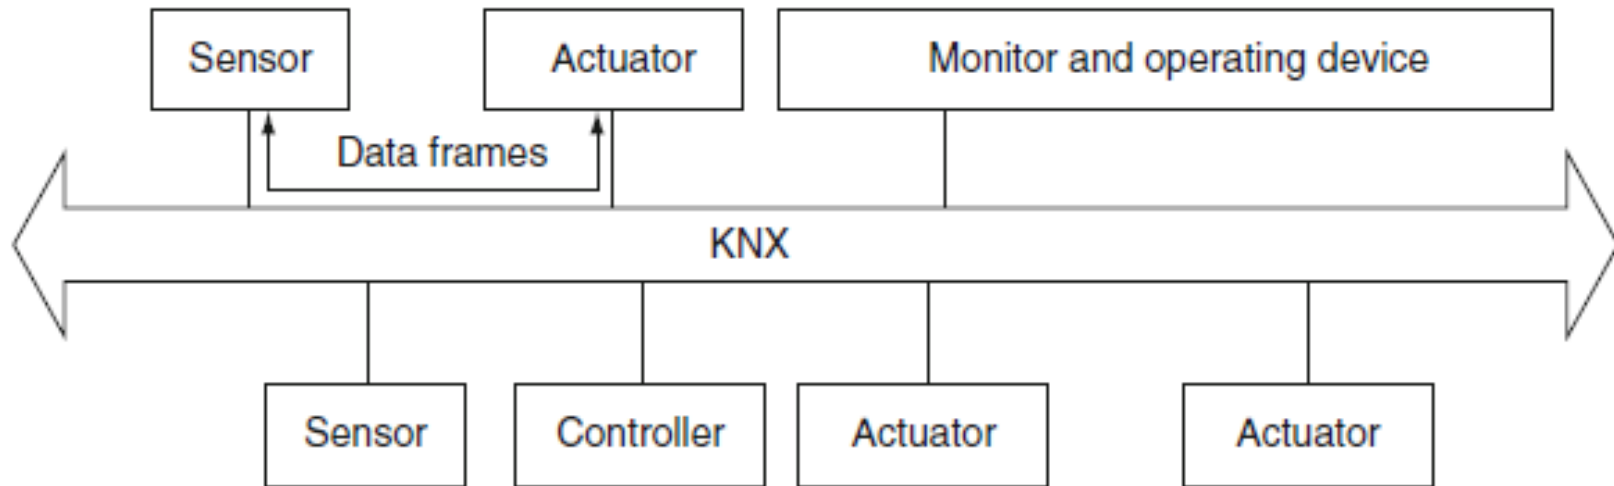 Sensor
Actuator
Monitor and operating device
Data frames
KNX
Sensor
Controller
Actuator
Actuator